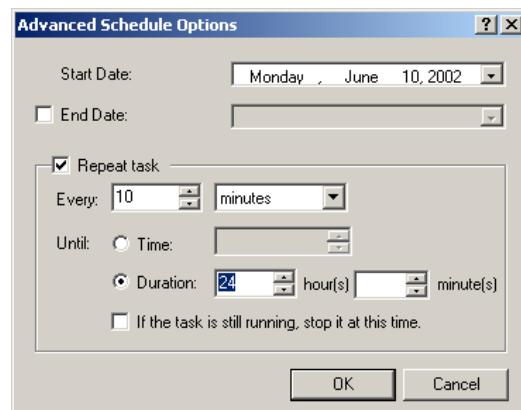 Advanced Schedule Options
Start Date: Monday , June 10, 2002
End Date:
Repeat task
Every: 10 minutes
Until: Time:
Duration: 24 hour(s) minute(s)
If the task is still running, stop it at this time.
OK Cancel